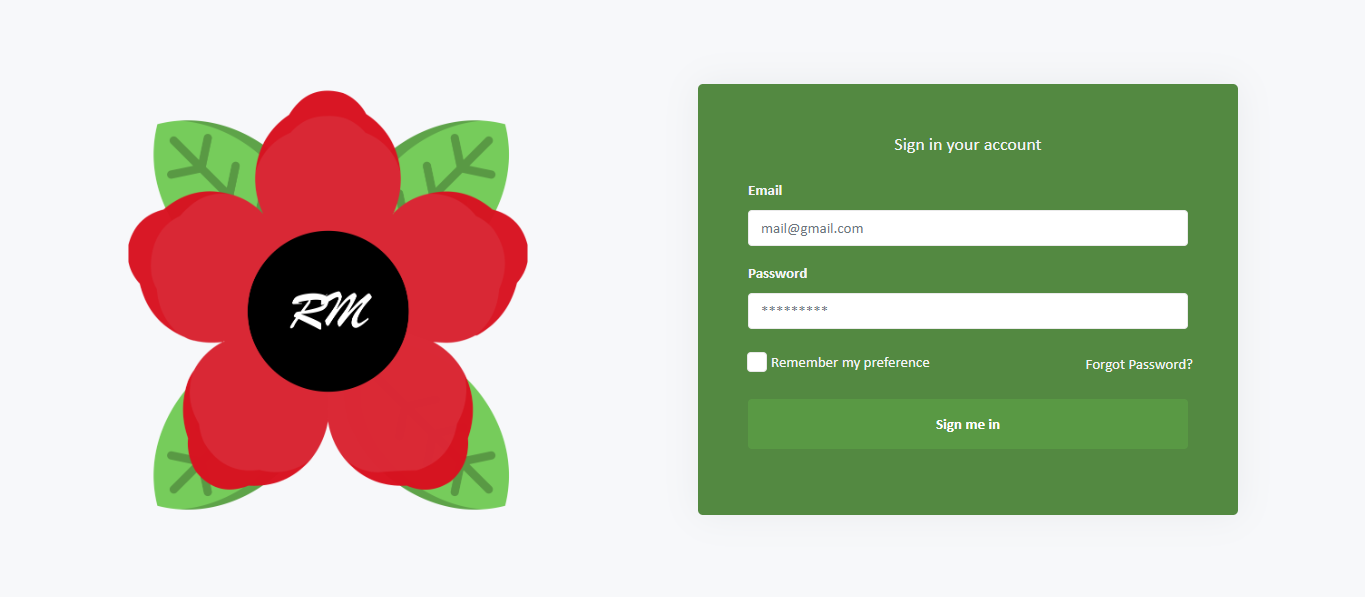 RM
Sign in your account
Email
mail@gmail.com
Password
*********
Remember my preference
Forgot Password?
Sign me in